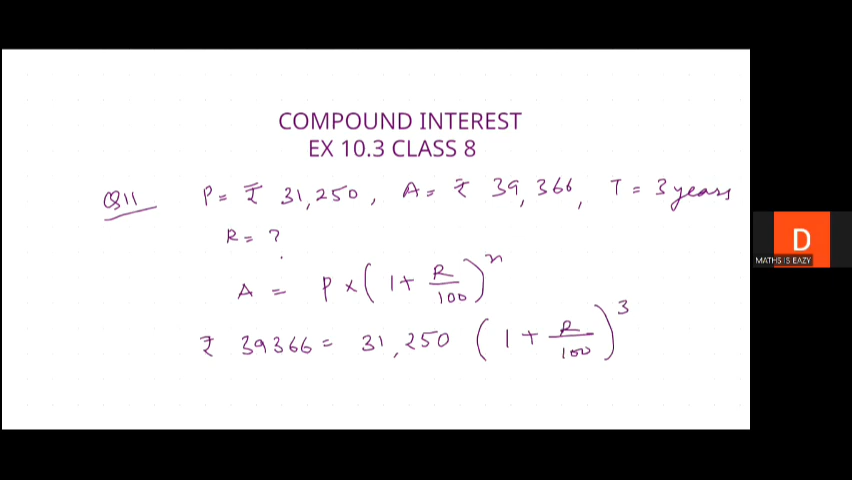 COMPOUND INTEREST
EX 10.3 CLASS 8
Q11 P = ₹ 31,250, A = ₹ 39,366, T = 3 years
R = ?
A = P × ( 1 + R/100 )^n
₹ 39366 = 31,250 ( 1 + R/100 )^3
D
MATHS IS EAZY